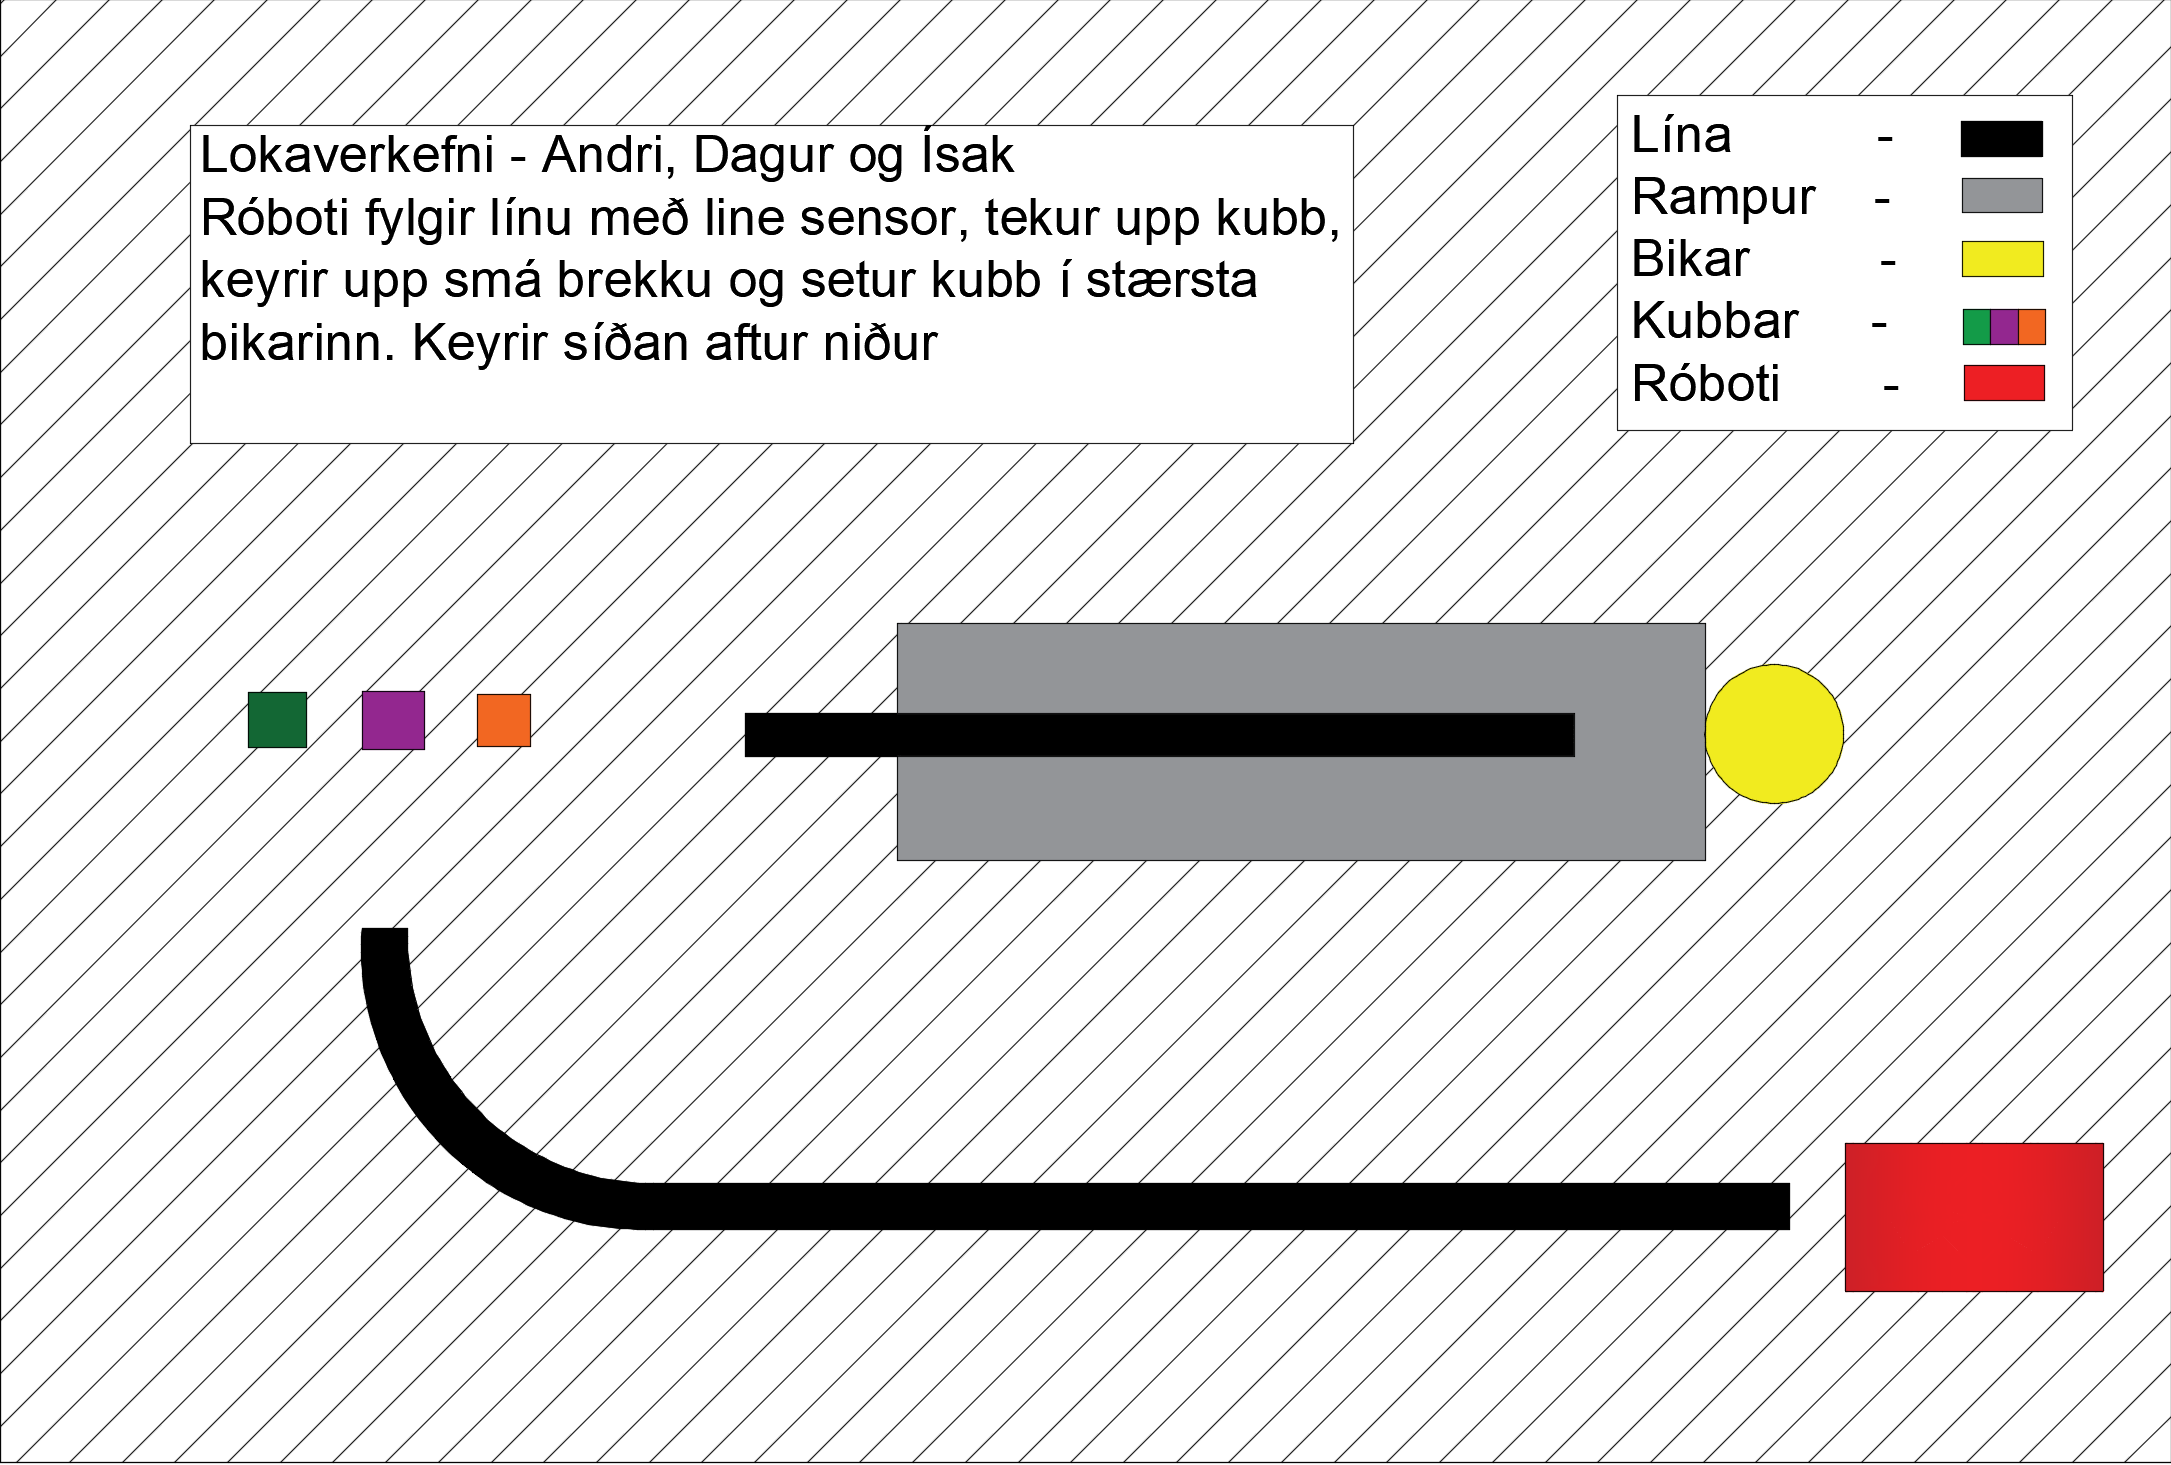 Lokaverkefni - Andri, Dagur og Ísak
Róboti fylgir línu með line sensor, tekur upp kubb,
keyrir upp smá brekku og setur kubb í stærsta
bikarinn. Keyrir síðan aftur niður
Lína -
Rampur -
Bikar -
Kubbar -
Róboti -